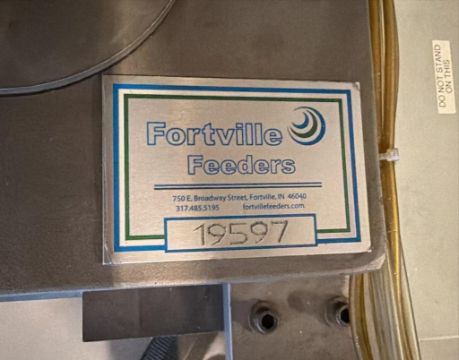 Fortville
Feeders
750 E. Broadway Street, Fortville, IN 46040
317.485.5195 fortvillefeeders.com
19597
DO NOT STAND
ON THIS